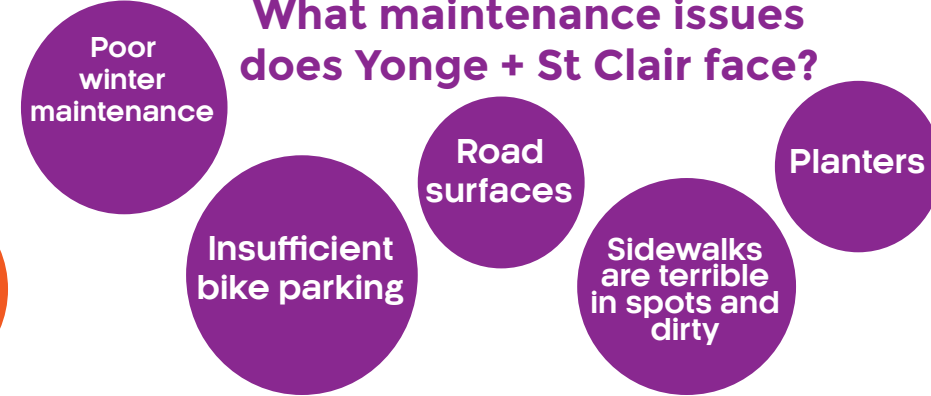 What maintenance issues
does Yonge + St Clair face?
Poor
winter
maintenance
Insufficient
bike parking
Road
surfaces
Sidewalks
are terrible
in spots and
dirty
Planters